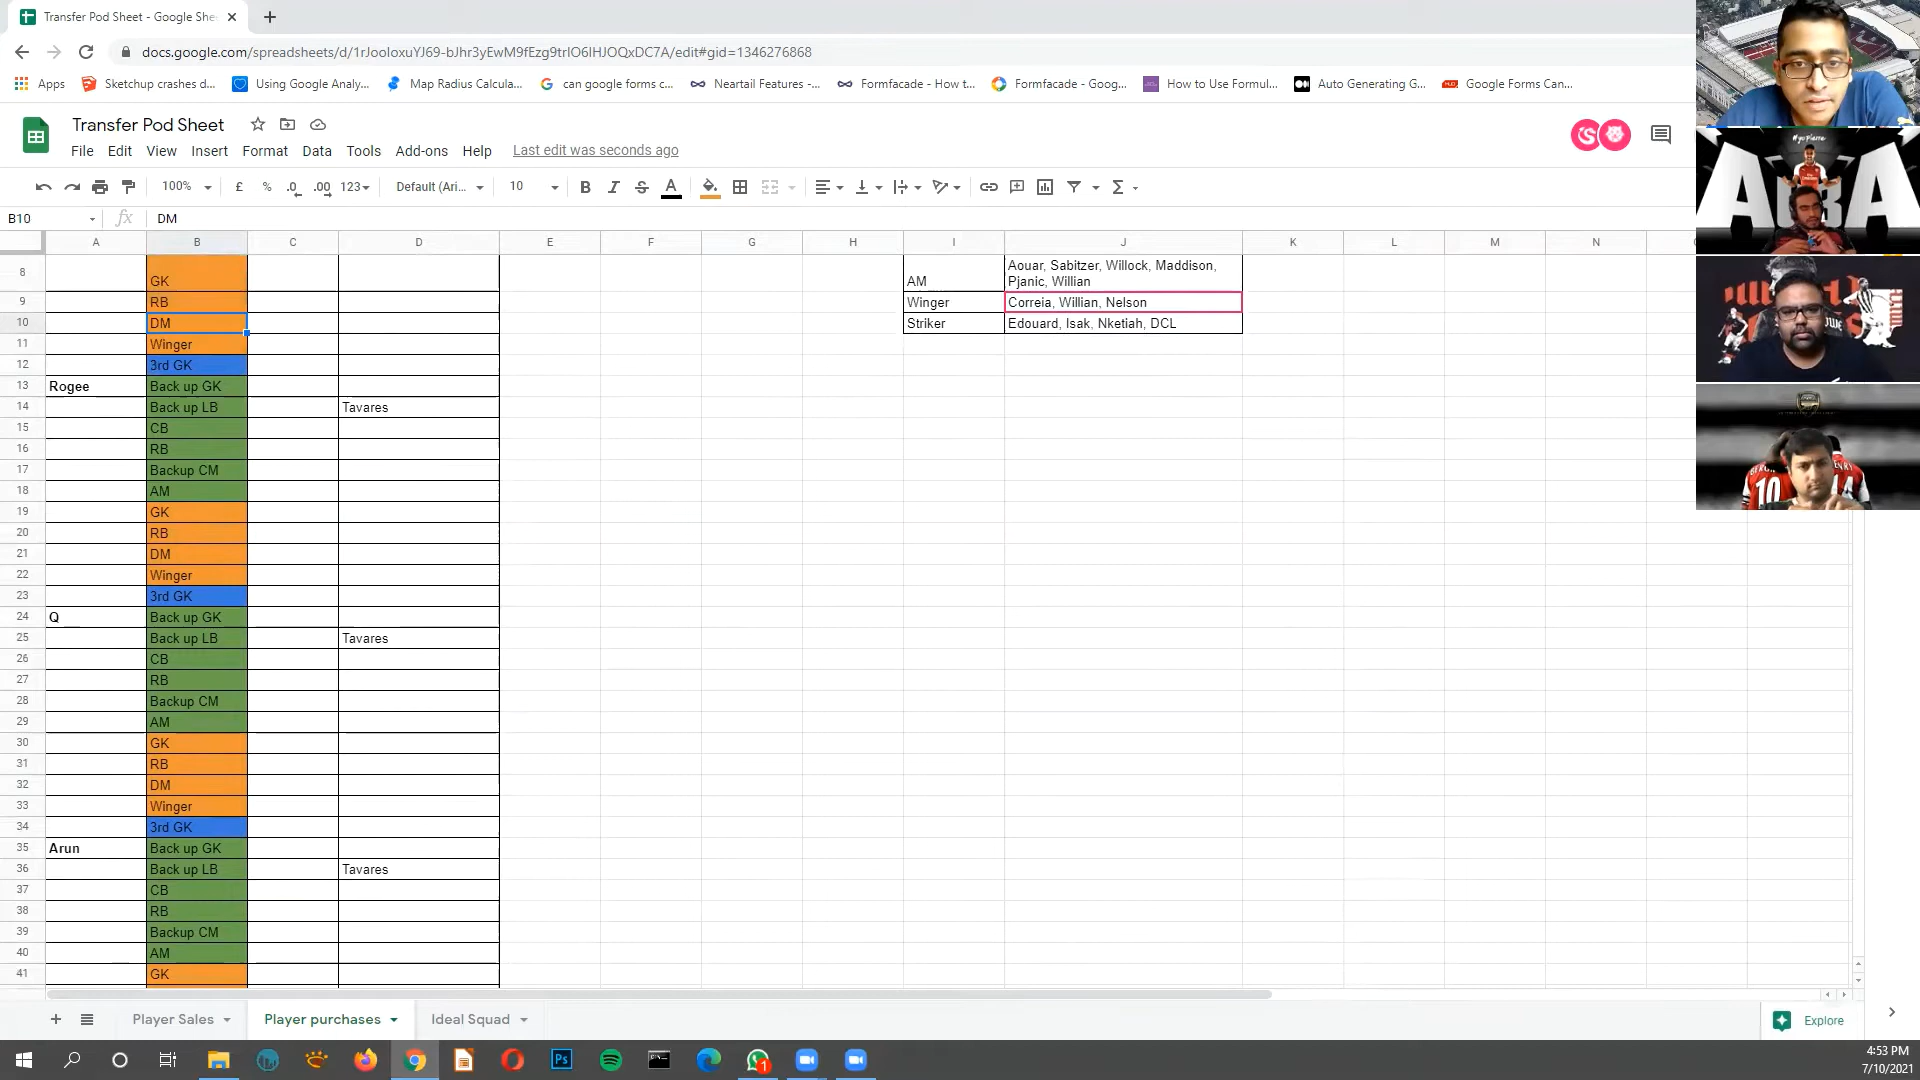 Transfer Pod Sheet - Google She
docs.google.com/spreadsheets/d/1rJooIoxuYJ69-bJhr3yEwM9fEzg9trIO6IHJOQxDC7A/edit#gid=1346276868
Apps Sketchup crashes d... Using Google Analy... Map Radius Calcula... can google forms c... Neartail Features -... Formfacade - How t... Formfacade - Goog... How to Use Formul... Auto Generating G... Google Forms Can...
Transfer Pod Sheet
File Edit View Insert Format Data Tools Add-ons Help Last edit was seconds ago
100% £ % .0 .00 123 Default (Ari... 10 B I S A
B10 fx DM
A B C D E F G H I J K L M N
8 GK AM Aouar, Sabitzer, Willock, Maddison,
Pjanic, Willian
9 RB Winger Correia, Willian, Nelson
10 DM Striker Edouard, Isak, Nketiah, DCL
11 Winger
12 3rd GK
13 Rogee Back up GK
14 Back up LB Tavares
15 CB
16 RB
17 Backup CM
18 AM
19 GK
20 RB
21 DM
22 Winger
23 3rd GK
24 Q Back up GK
25 Back up LB Tavares
26 CB
27 RB
28 Backup CM
29 AM
30 GK
31 RB
32 DM
33 Winger
34 3rd GK
35 Arun Back up GK
36 Back up LB Tavares
37 CB
38 RB
39 Backup CM
40 AM
41 GK
Player Sales Player purchases Ideal Squad
Explore
Ps
1
4:53 PM
7/10/2021
10